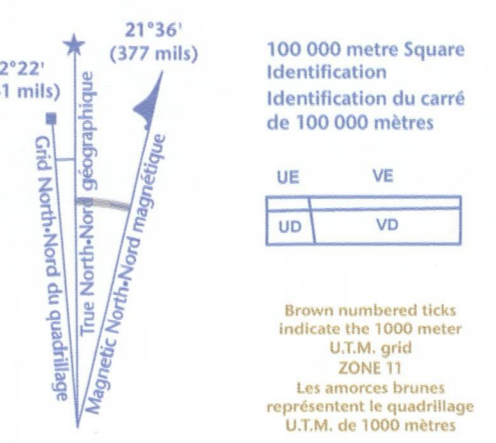 21°36'
(377 mils)
2°22'
1 mils)
Grid North•Nord du quadrillage
True North•Nord géographique
Magnetic North•Nord magnétique
100 000 metre Square
Identification
Identification du carré
de 100 000 mètres
UE VE
UD VD
Brown numbered ticks
indicate the 1000 meter
U.T.M. grid
ZONE 11
Les amorces brunes
représentent le quadrillage
U.T.M. de 1000 mètres